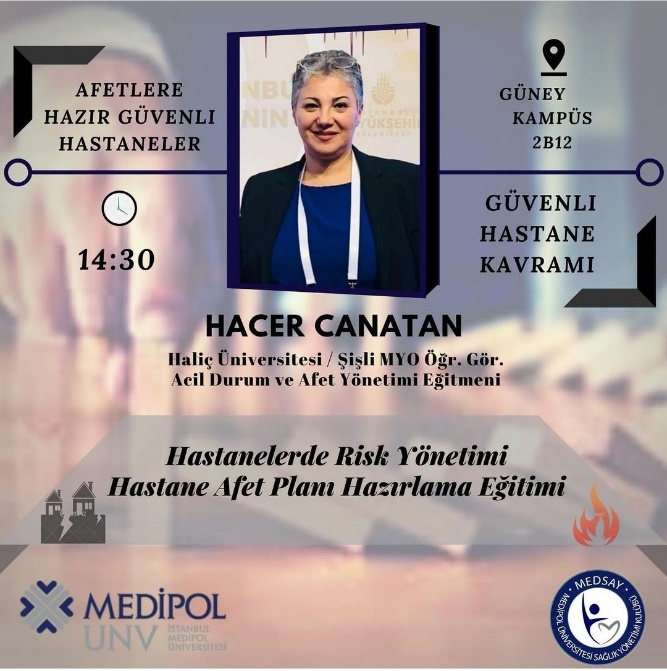 AFETLERE
HAZIR GÜVENLI
HASTANELER
GÜNEY
KAMPÜS
2B12
14:30
GÜVENLI
HASTANE
KAVRAMI
HACER CANATAN
Haliç Üniversitesi / Şişli MYO Öğr. Gör.
Acil Durum ve Afet Yönetimi Eğitmeni
Hastanelerde Risk Yönetimi
Hastane Afet Planı Hazırlama Eğitimi
MEDİPOL
UNV
İSTANBUL
MEDİPOL
ÜNİVERSİTESİ
MEDSAY
MEDİPOL ÜNİVERSİTESİ SAĞLIK YÖNETİMİ KULÜBÜ